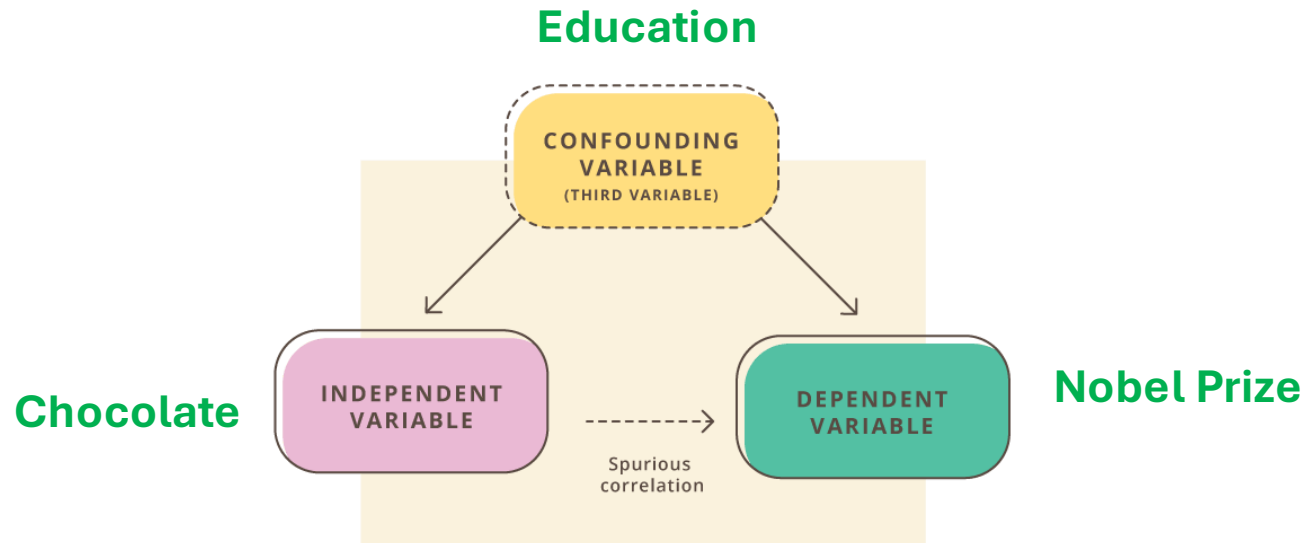 Education
CONFOUNDING
VARIABLE
(THIRD VARIABLE)
Chocolate
INDEPENDENT
VARIABLE
Spurious
correlation
DEPENDENT
VARIABLE
Nobel Prize